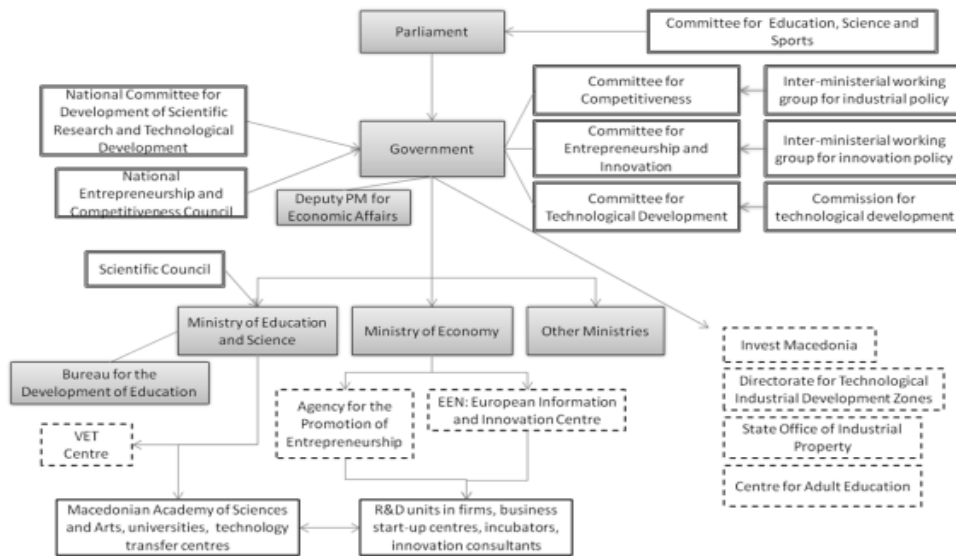 Parliament
Committee for Education, Science and
Sports
National Committee for
Development of Scientific
Research and Technological
Development
Committee for
Competitiveness
Inter-ministerial working
group for industrial policy
Government
Committee for
Entrepreneurship and
Innovation
Inter-ministerial working
group for innovation policy
National
Entrepreneurship and
Competitiveness Council
Deputy PM for
Economic Affairs
Committee for
Technological Development
Commission for
technological development
Scientific Council
Ministry of Education
and Science
Ministry of Economy
Other Ministries
Invest Macedonia
Bureau for the
Development of Education
Directorate for Technological
Industrial Development Zones
Agency for the
Promotion of
Entrepreneurship
EEN: European Information
and Innovation Centre
VET
Centre
State Office of Industrial
Property
Centre for Adult Education
Macedonian Academy of Sciences
and Arts, universities, technology
transfer centres
R&D units in firms, business
start-up centres, incubators,
innovation consultants